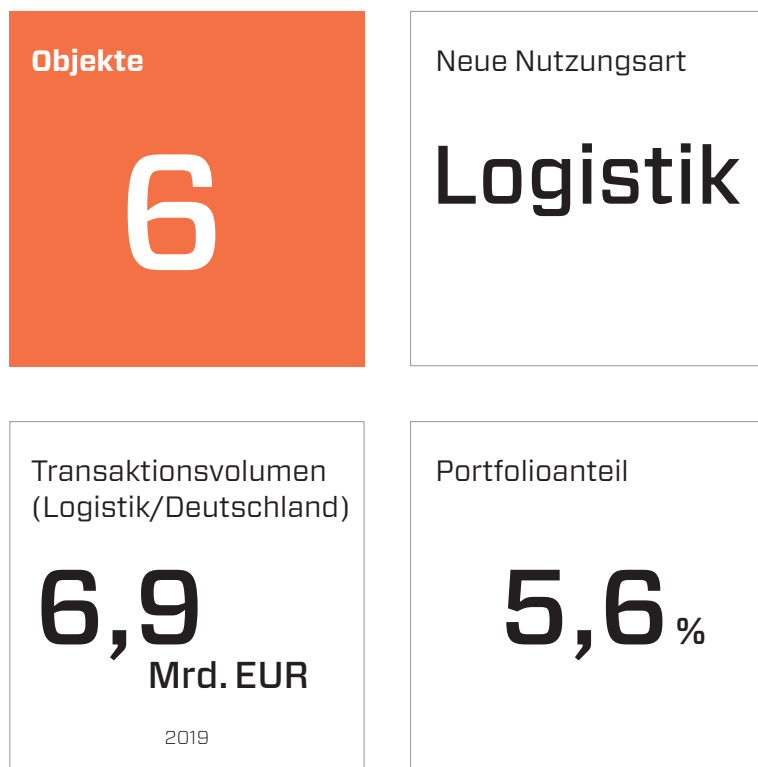 Objekte
6
Neue Nutzungsart
Logistik
Transaktionsvolumen
(Logistik/Deutschland)
6,9
Mrd. EUR
2019
Portfolioanteil
5,6 %